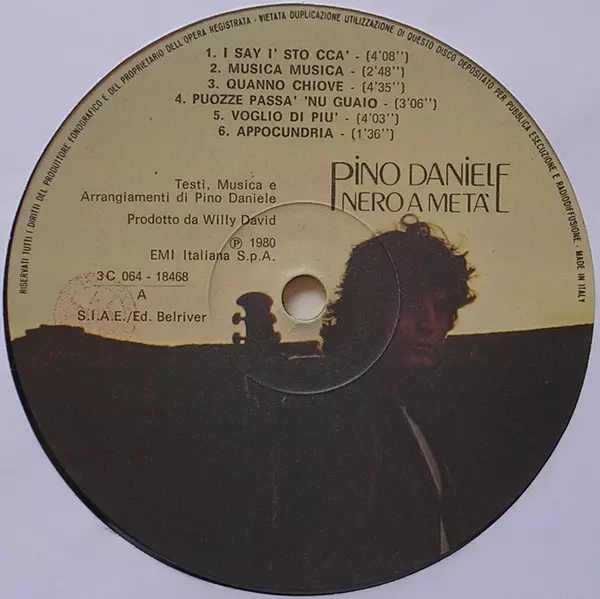 RISERVATI TUTTI I DIRITTI DEL PRODUTTORE FONOGRAFICO E DEL PROPRIETARIO DELL'OPERA REGISTRATA - VIETATA DUPLICAZIONE UTILIZZAZIONE DI QUESTO DISCO DEPOSITATO PER PUBBLICA ESECUZIONE E RADIODIFFUSIONE - MADE IN ITALY
1. I SAY I' STO CCA' - (4'08'')
2. MUSICA MUSICA - (2'48'')
3. QUANNO CHIOVE - (4'35'')
4. PUOZZE PASSA' 'NU GUAIO - (3'06'')
5. VOGLIO DI PIU' - (4'03'')
6. APPOCUNDRIA - (1'36'')
PINO DANIELE
NERO A METÀ
Testi, Musica e
Arrangiamenti di Pino Daniele
Prodotto da Willy David
Ⓟ 1980
EMI Italiana S.p.A.
3C 064 - 18468
A
S.I.A.E./Ed. Belriver